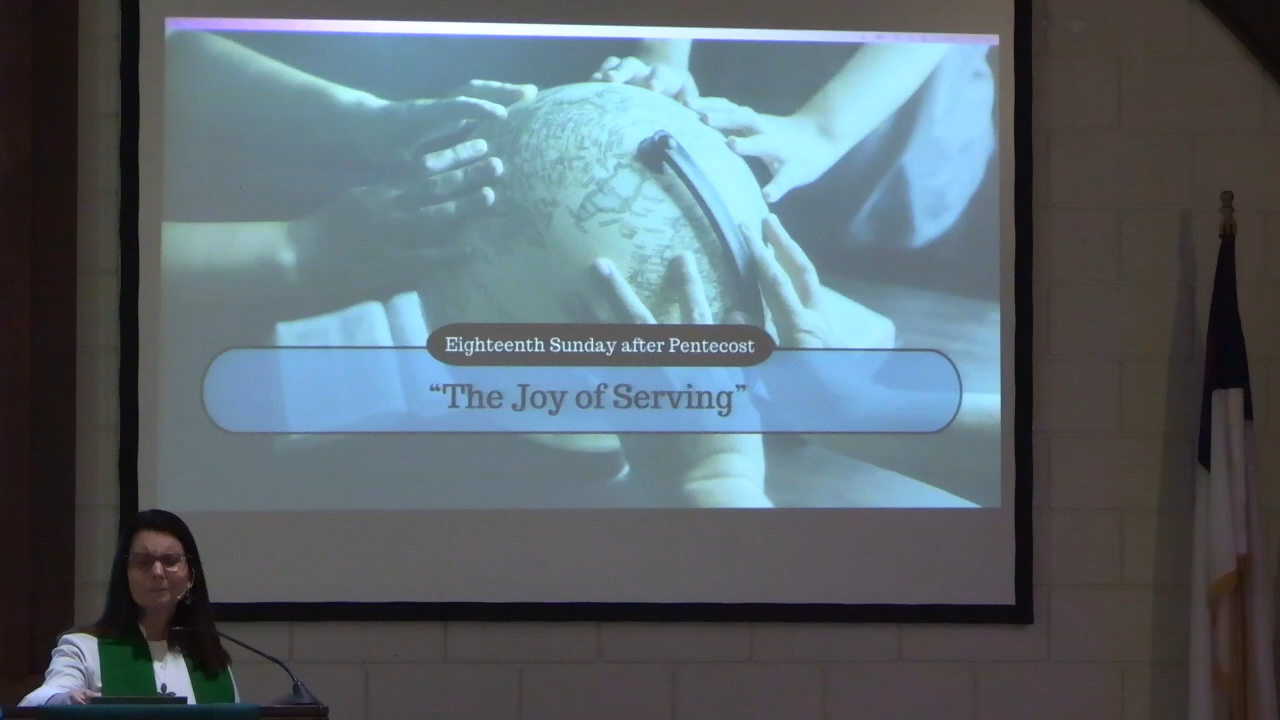 Eighteenth Sunday after Pentecost
“The Joy of Serving”